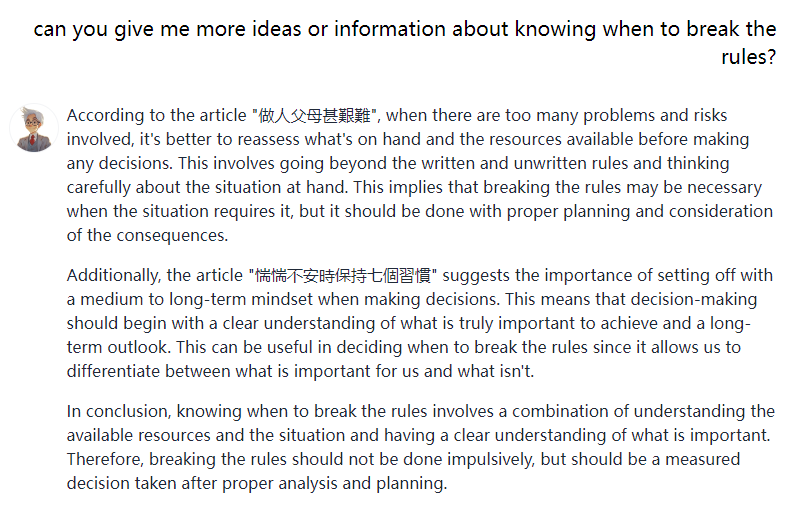 can you give me more ideas or information about knowing when to break the
rules?
According to the article "做人父母甚艱難", when there are too many problems and risks
involved, it's better to reassess what's on hand and the resources available before making
any decisions. This involves going beyond the written and unwritten rules and thinking
carefully about the situation at hand. This implies that breaking the rules may be necessary
when the situation requires it, but it should be done with proper planning and consideration
of the consequences.
Additionally, the article "惴惴不安時保持七個習慣" suggests the importance of setting off with
a medium to long-term mindset when making decisions. This means that decision-making
should begin with a clear understanding of what is truly important to achieve and a long-
term outlook. This can be useful in deciding when to break the rules since it allows us to
differentiate between what is important for us and what isn't.
In conclusion, knowing when to break the rules involves a combination of understanding the
available resources and the situation and having a clear understanding of what is important.
Therefore, breaking the rules should not be done impulsively, but should be a measured
decision taken after proper analysis and planning.